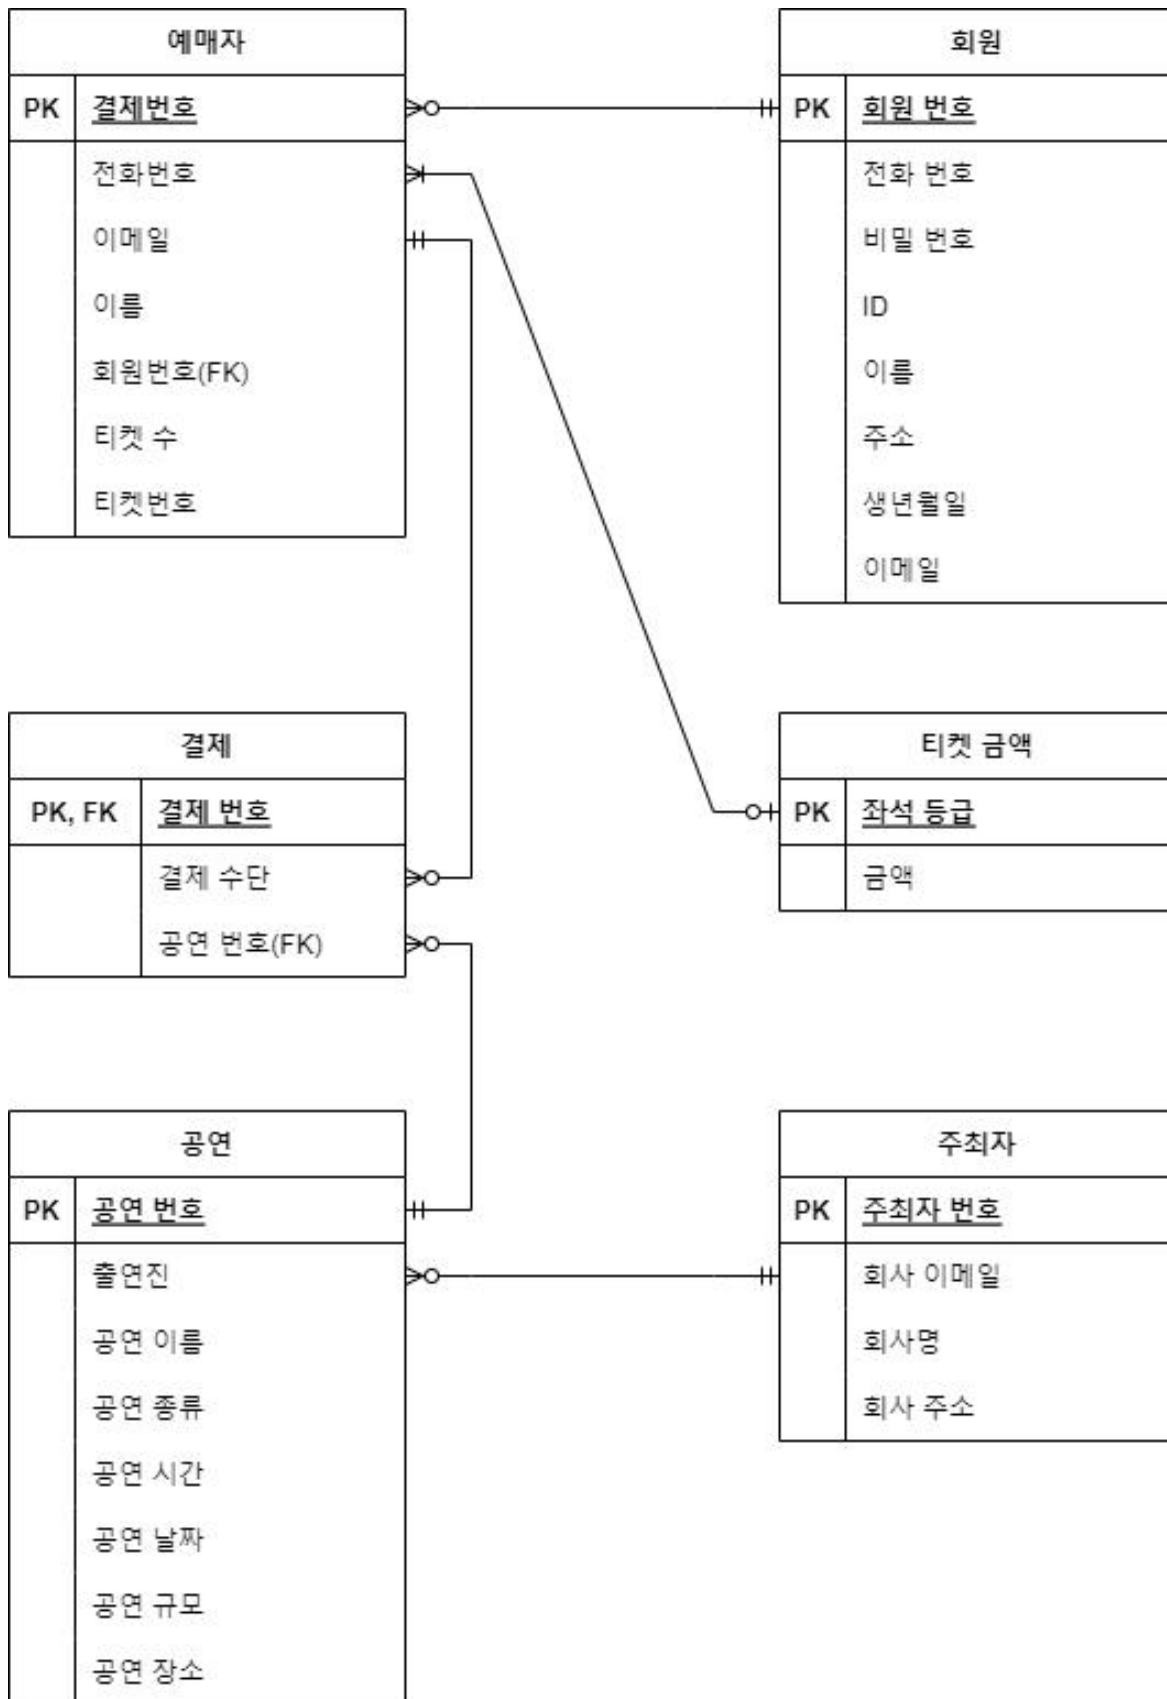 예매자
PK 결제번호
전화번호
이메일
이름
회원번호(FK)
티켓 수
티켓번호
회원
PK 회원 번호
전화 번호
비밀 번호
ID
이름
주소
생년월일
이메일
결제
PK, FK 결제 번호
결제 수단
공연 번호(FK)
티켓 금액
PK 좌석 등급
금액
공연
PK 공연 번호
출연진
공연 이름
공연 종류
공연 시간
공연 날짜
공연 규모
공연 장소
주최자
PK 주최자 번호
회사 이메일
회사명
회사 주소